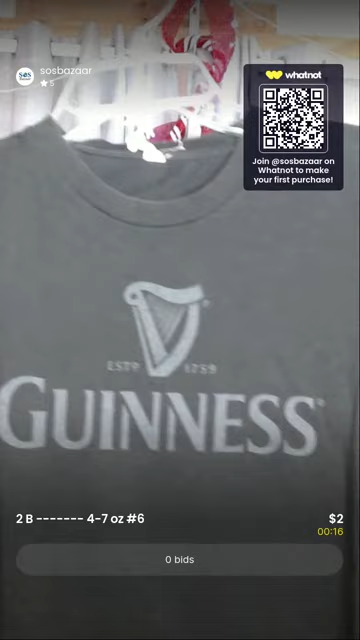 sosbazaar
★ 5
SOS
whatnot
Join @sosbazaar on
Whatnot to make
your first purchase!
ESTD 1759
GUINNESS
2 B ------- 4-7 oz #6
$2
00:16
0 bids